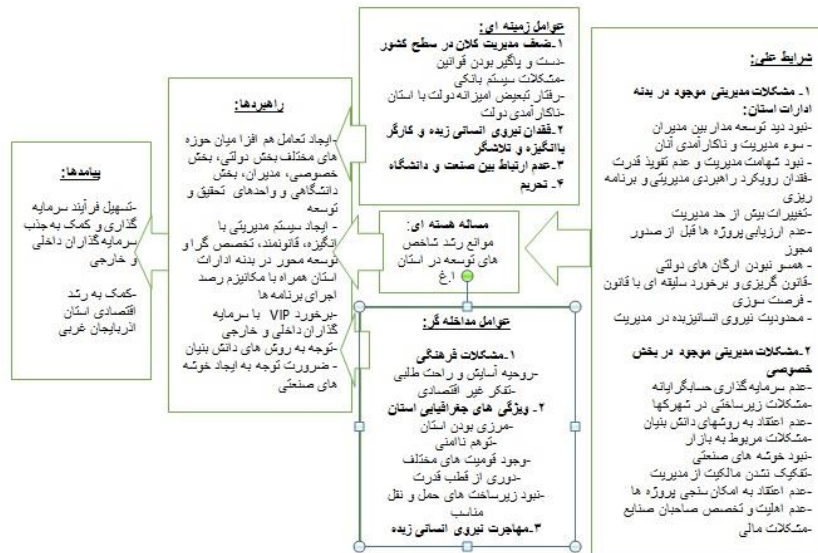 شرایط علی:
۱- مشکلات مدیریتی موجود در بدنه
ادارات استان:
-نبود دید توسعه مدار بین مدیران
- سوء مدیریت و ناکارآمدی آنان
- نبود شهامت مدیریت و عدم تفویذ قدرت
-فقدان رویکرد راهبردی مدیریتی و برنامه
ریزی
-تغییرات بیش از حد مدیریت
-عدم ارزیابی پروژه ها قبل از صدور
مجوز
- همسو نبودن ارگان های دولتی
-قانون گریزی و برخورد سلیقه ای با قانون
- فرصت سوزی
- محدودیت نیروی انسانیزبده در مدیریت
۲-مشکلات مدیریتی موجود در بخش
خصوصی
-عدم سرمایه گذاری حسابگرایانه
-مشکلات زیرساختی در شهرکها
-عدم اعتقاد به روشهای دانش بنیان
-مشکلات مربوط به بازار
-نبود خوشه های صنعتی
-تفکیک نشدن مالکیت از مدیریت
-عدم اعتقاد به امکان سنجی پروژه ها
-عدم اهلیت و تخصص صاحبان صنایع
-مشکلات مالی
عوامل زمینه ای:
۱-ضعف مدیریت کلان در سطح کشور
-دست و پاگیر بودن قوانین
-مشکلات سیستم بانکی
-رفتار تبعیض امیزانه دولت با استان
-ناکارآمدی دولت
۲-فقدان نیروی انسانی زبده و کارگر
باانگیزه و تلاشگر
۳-عدم ارتباط بین صنعت و دانشگاه
۴- تحریم
مساله هسته ای:
موانع رشد شاخص
های توسعه در استان
ا.غ
عوامل مداخله گر:
۱-مشکلات فرهنگی
-روحیه آسایش و راحت طلبی
-تفکر غیر اقتصادی
۲- ویژگی های جغرافیایی استان
-مرزی بودن استان
-توهم ناامنی
-وجود قومیت های مختلف
-دوری از قطب قدرت
-نبود زیرساخت های حمل و نقل
مناسب
۳-مهاجرت نیروی انسانی زبده
راهبردها:
-ایجاد تعامل هم افزا میان حوزه
های مختلف بخش دولتی، بخش
خصوصی، مدیران، بخش
دانشگاهی و واحدهای تحقیق و
توسعه
- ایجاد سیستم مدیریتی با
انگیزه، قانونمند، تخصص گرا و
توسعه محور در بدنه ادارات
استان همراه با مکانیزم رصد
اجرای برنامه ها
-برخورد VIP با سرمایه
گذاران داخلی و خارجی
-توجه به روش های دانش بنیان
- ضرورت توجه به ایجاد خوشه
های صنعتی
پیامدها:
-تسهیل فرآیند سرمایه
گذاری و کمک به جذب
سرمایه گذاران داخلی
و خارجی
-کمک به رشد
اقتصادی استان
اذربایجان غربی